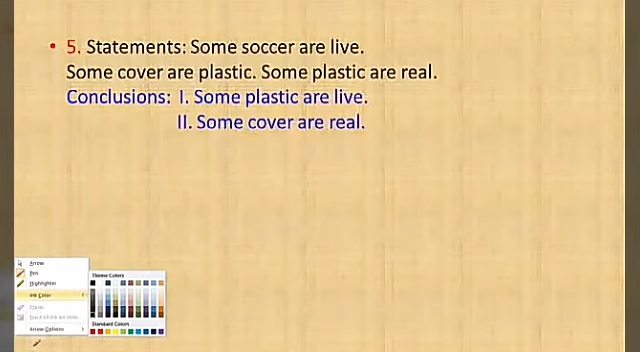 • 5. Statements: Some soccer are live.
Some cover are plastic. Some plastic are real.
Conclusions: I. Some plastic are live.
II. Some cover are real.
Arrow
Pen
Highlighter
Ink Color
Arrow Options
Theme Colors
Standard Colors